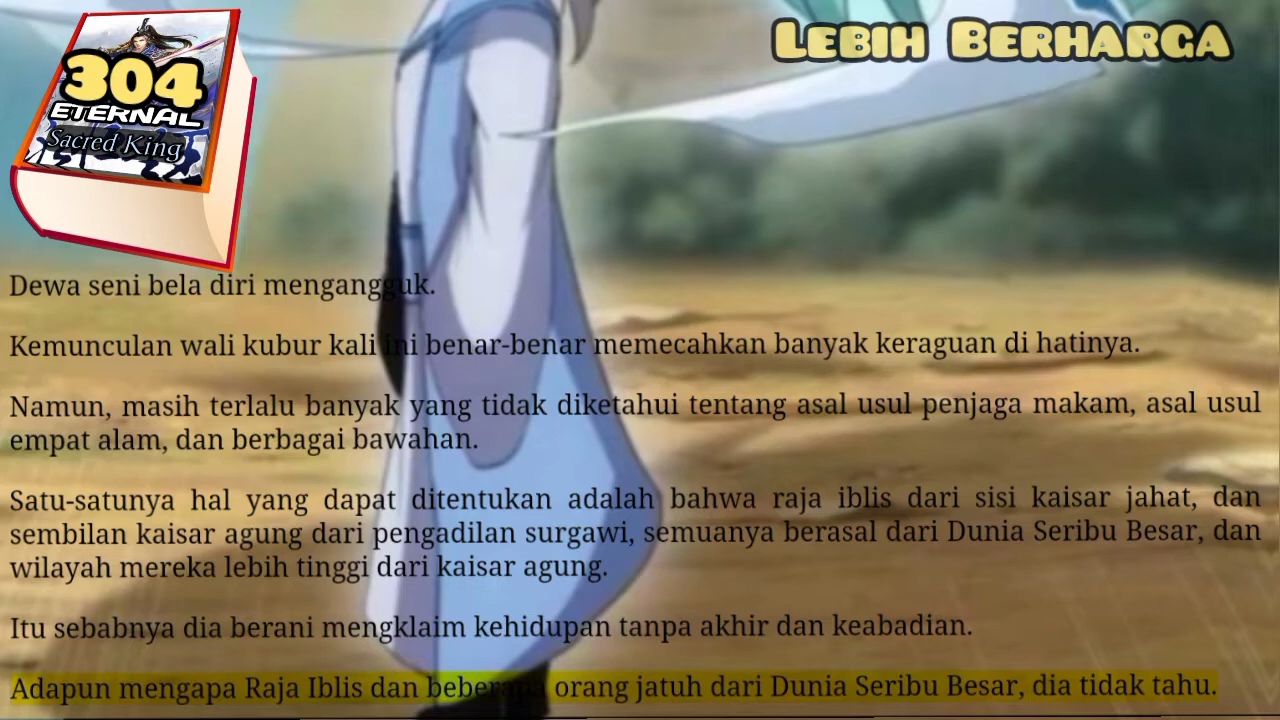 304
ETERNAL
Sacred King
LEBIH BERHARGA
Dewa seni bela diri mengangguk.
Kemunculan wali kubur kali ini benar-benar memecahkan banyak keraguan di hatinya.
Namun, masih terlalu banyak yang tidak diketahui tentang asal usul penjaga makam, asal usul
empat alam, dan berbagai bawahan.
Satu-satunya hal yang dapat ditentukan adalah bahwa raja iblis dari sisi kaisar jahat, dan
sembilan kaisar agung dari pengadilan surgawi, semuanya berasal dari Dunia Seribu Besar, dan
wilayah mereka lebih tinggi dari kaisar agung.
Itu sebabnya dia berani mengklaim kehidupan tanpa akhir dan keabadian.
Adapun mengapa Raja Iblis dan beberapa orang jatuh dari Dunia Seribu Besar, dia tidak tahu.